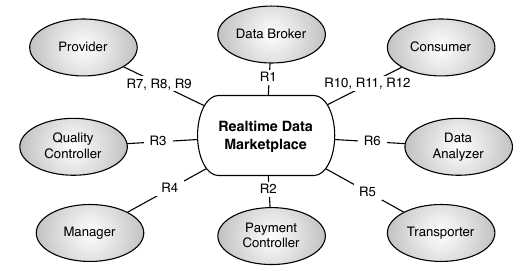 Provider
Data Broker
Consumer
R7, R8, R9
R1
R10, R11, R12
Realtime Data
Marketplace
Quality
Controller
R3
R6
Data
Analyzer
R4
R2
R5
Manager
Payment
Controller
Transporter